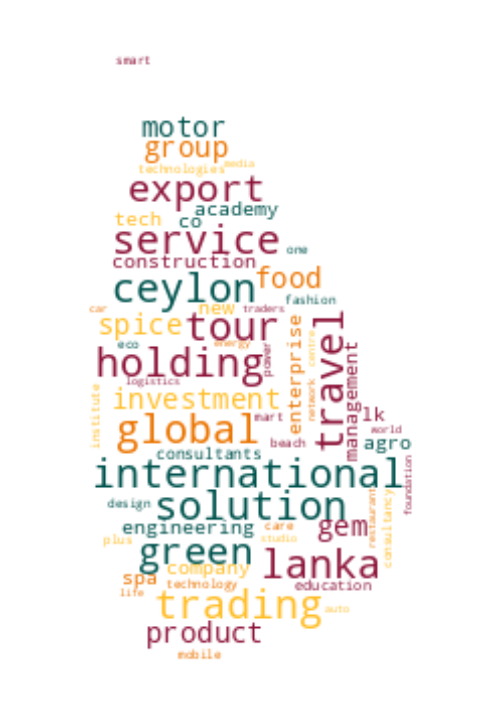 smart
motor
group
technologies media
export
academy
tech co
service
one
construction
food
ceylon
fashion
car new traders
spice tour
eco energy
enterprise
centre
travel
holding
power
management
logistics
network
institute
investment
mart lk
global
world
beach agro
consultants
international
foundation
design solution
restaurant
consultancy
engineering care gem
plus studio
green
company lanka
spa technology education
life
trading auto
product
mobile